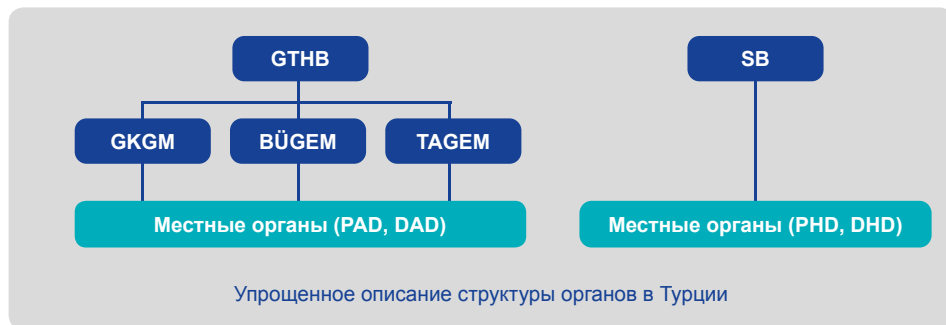 GTHB
SB
GKGM
BÜGEM
TAGEM
Местные органы (PAD, DAD)
Местные органы (PHD, DHD)
Упрощенное описание структуры органов в Турции